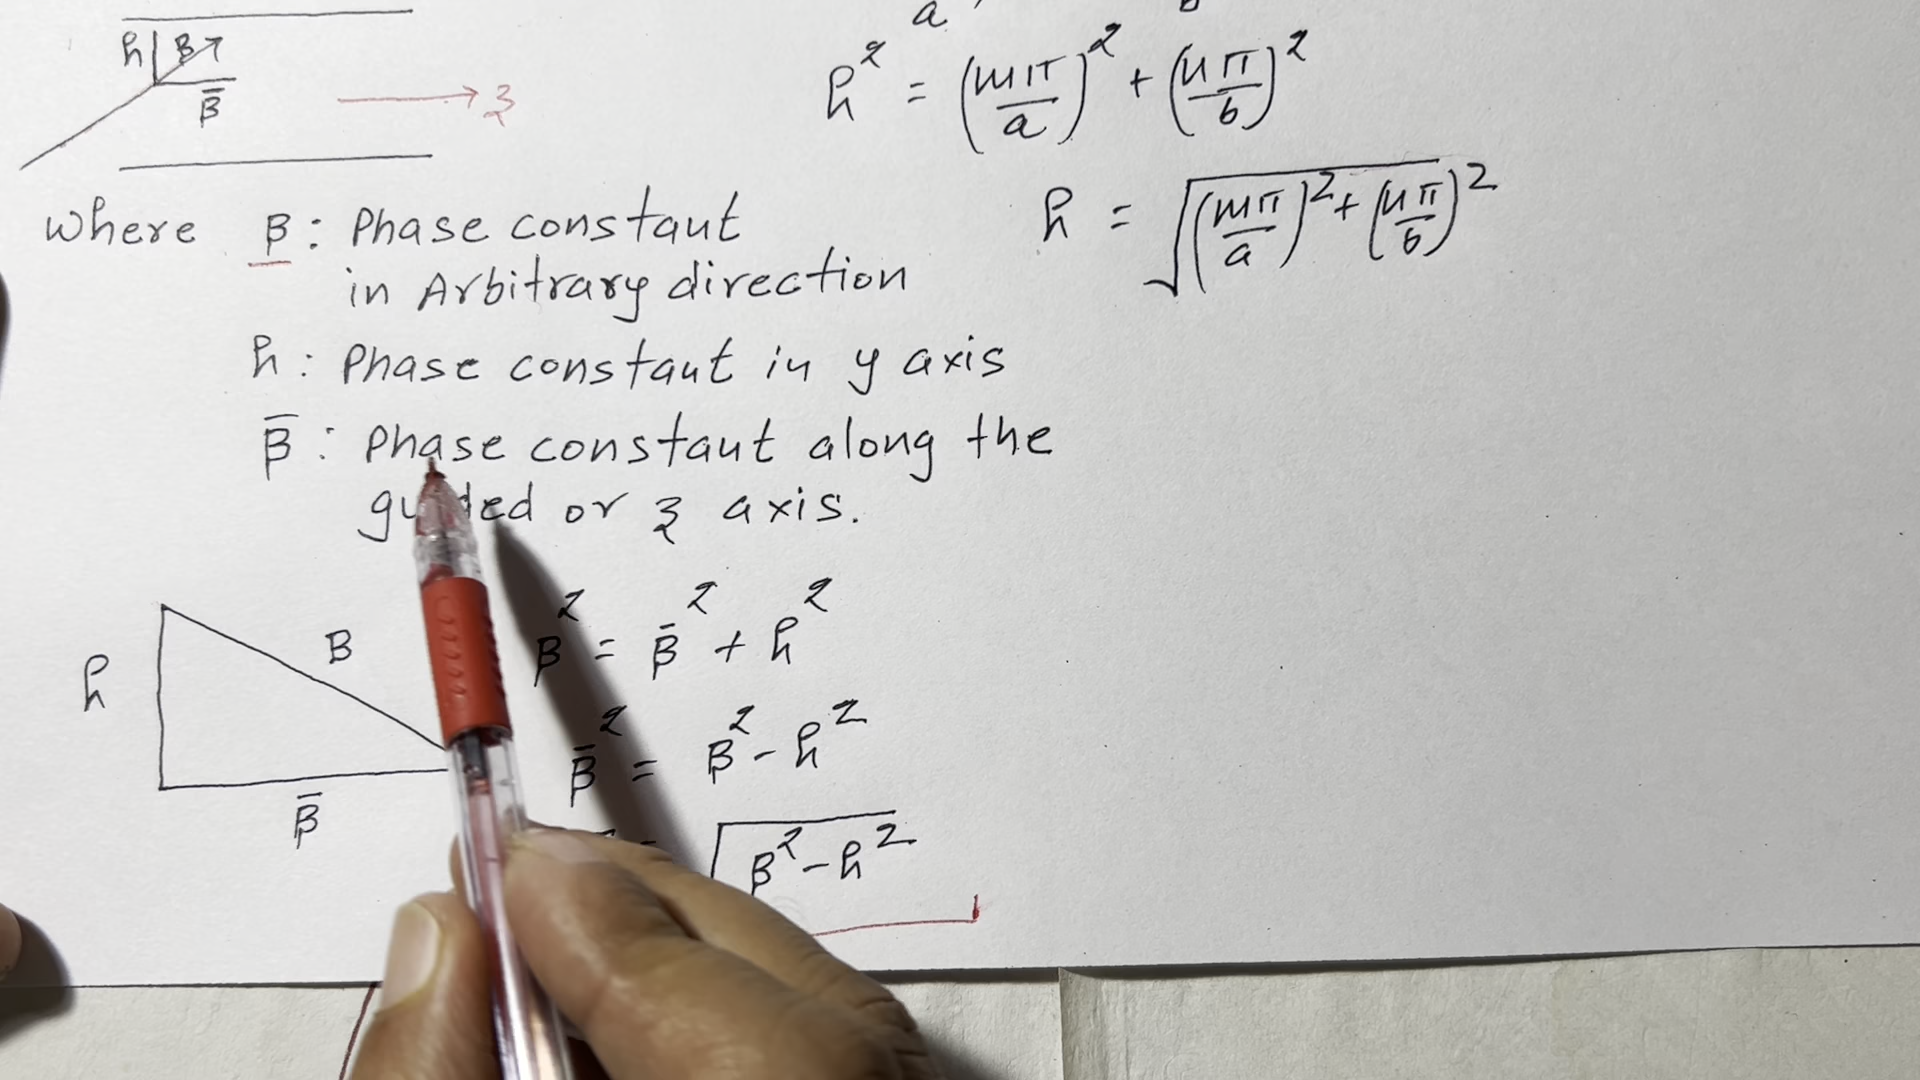 a
b
h β
β̄
z
h² = (mπ/a)² + (nπ/b)²
h = √((mπ/a)² + (nπ/b)²)
where β : Phase constant
in Arbitrary direction
h : Phase constant in y axis
β̄ : Phase constant along the
guided or z axis.
h β
β̄
β² = β̄² + h²
β̄² = β² - h²
= √(β² - h²)